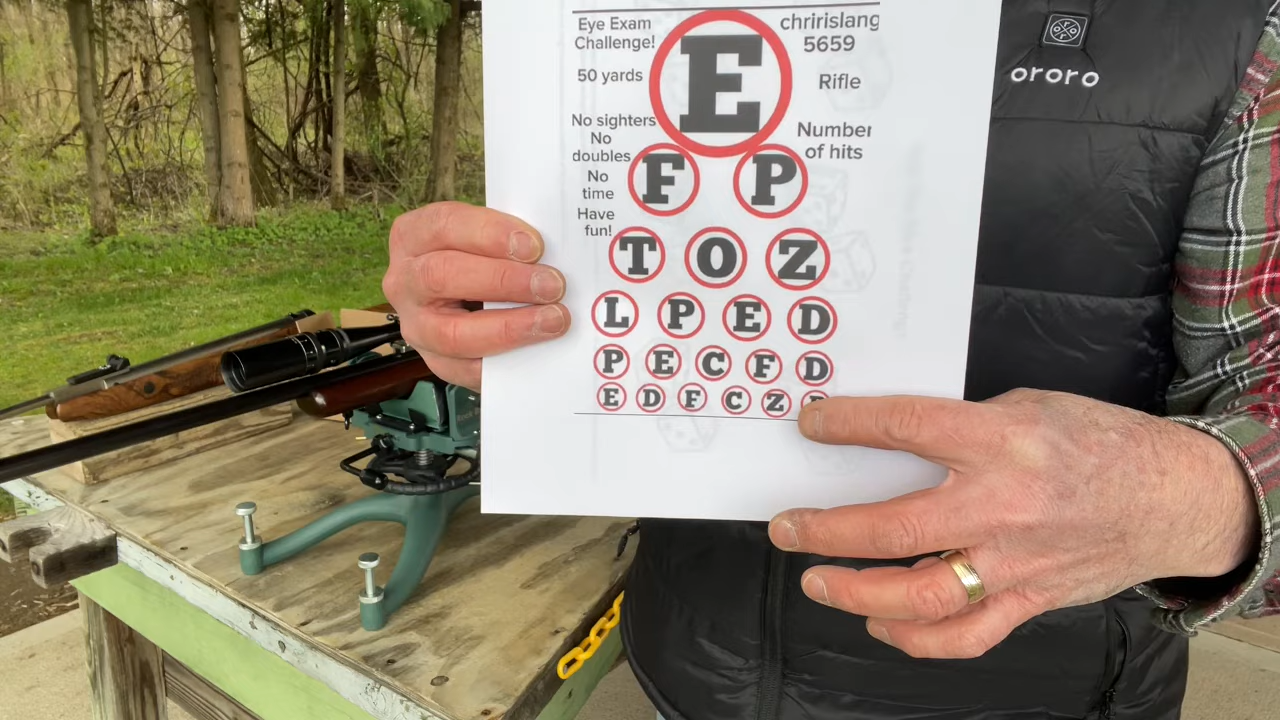 Eye Exam
Challenge!
50 yards
No sighters
No
doubles
No
time
Have
fun!
chririslang
5659
Rifle
Number
of hits
E
F P
T O Z
L P E D
P E C F D
E D F C Z
ororo